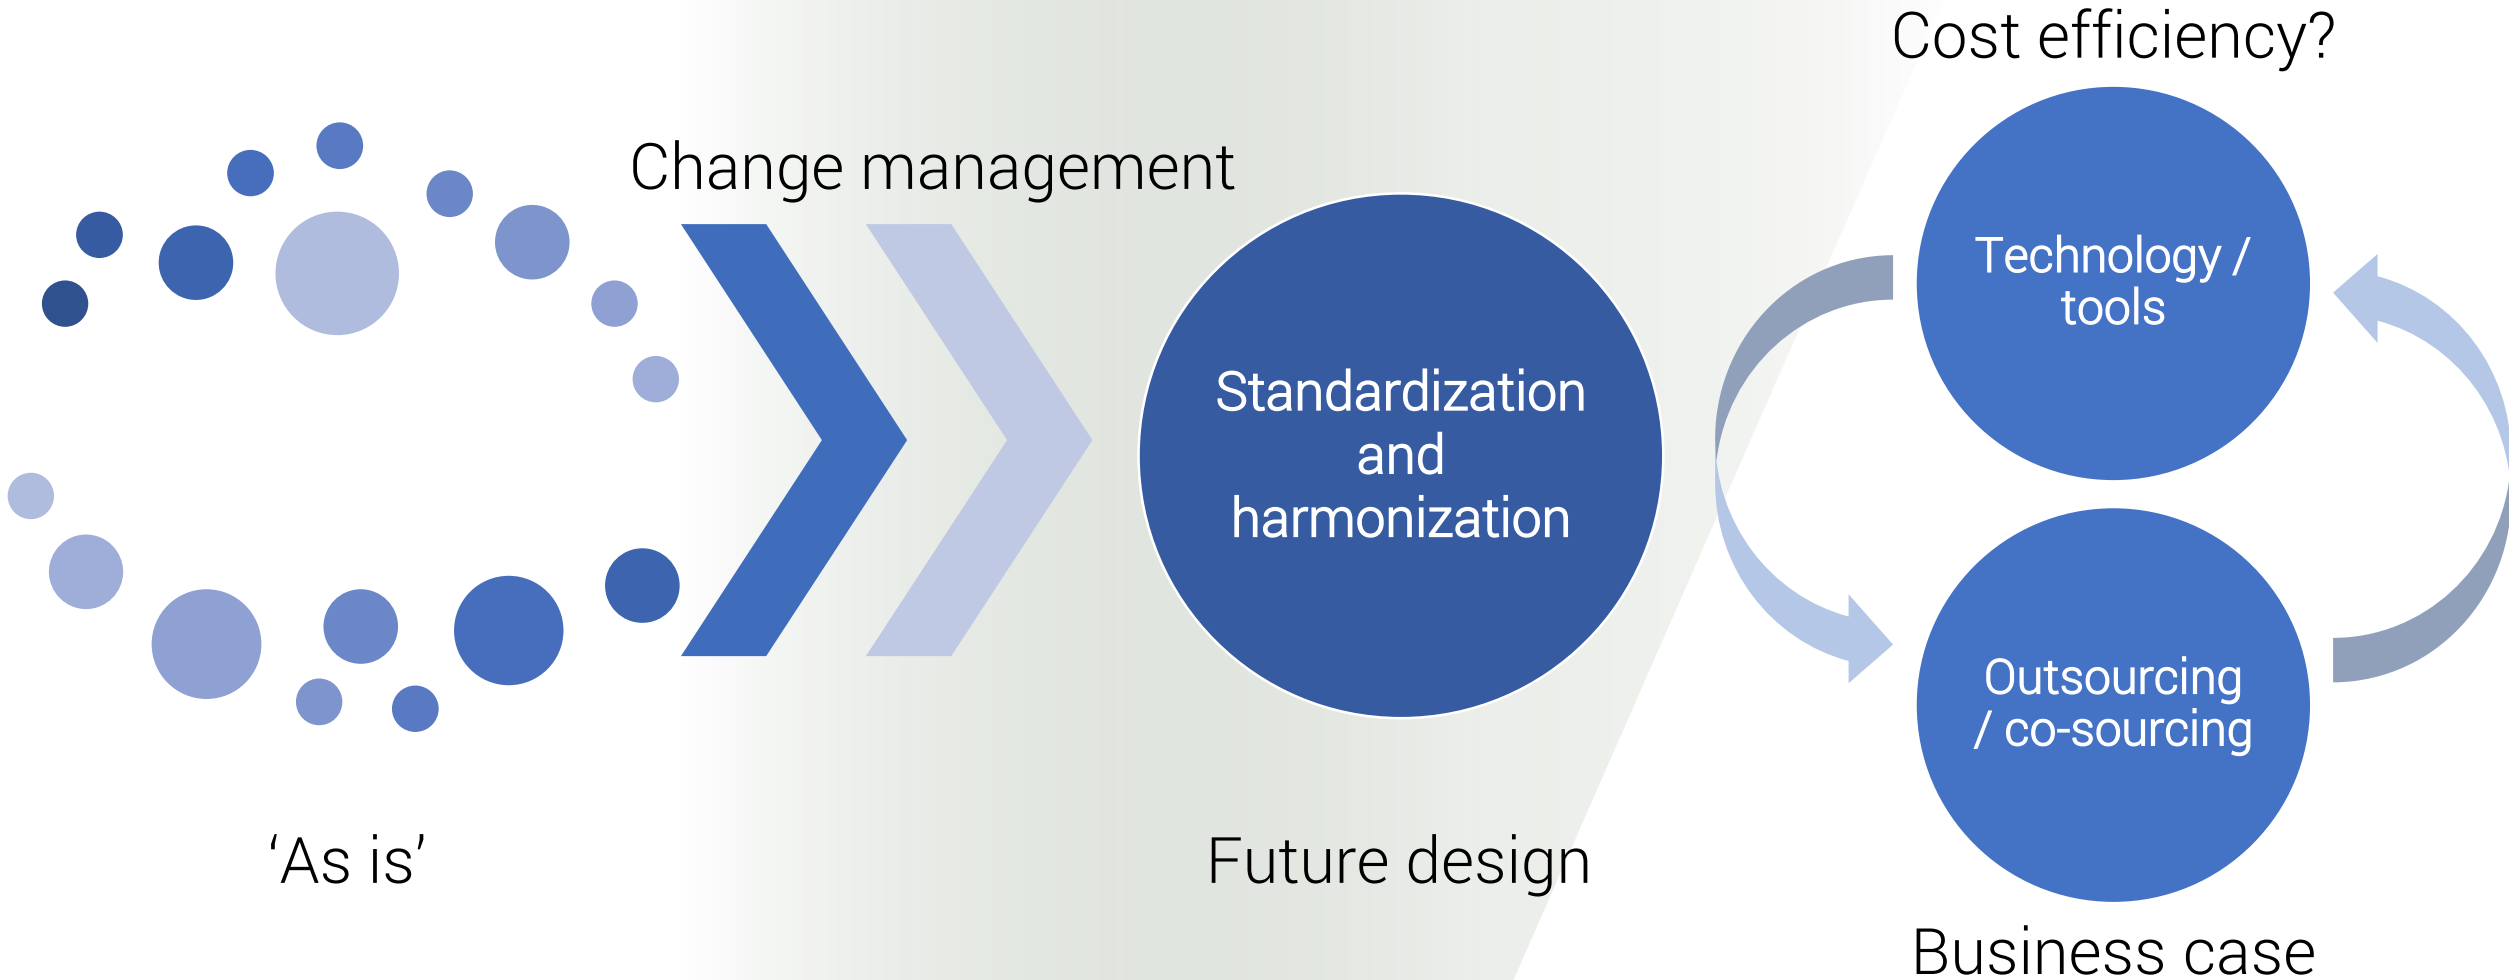 Cost efficiency?
Change management
Technology /
tools
Standardization
and
harmonization
Outsourcing
/ co-sourcing
‘As is’
Future design
Business case